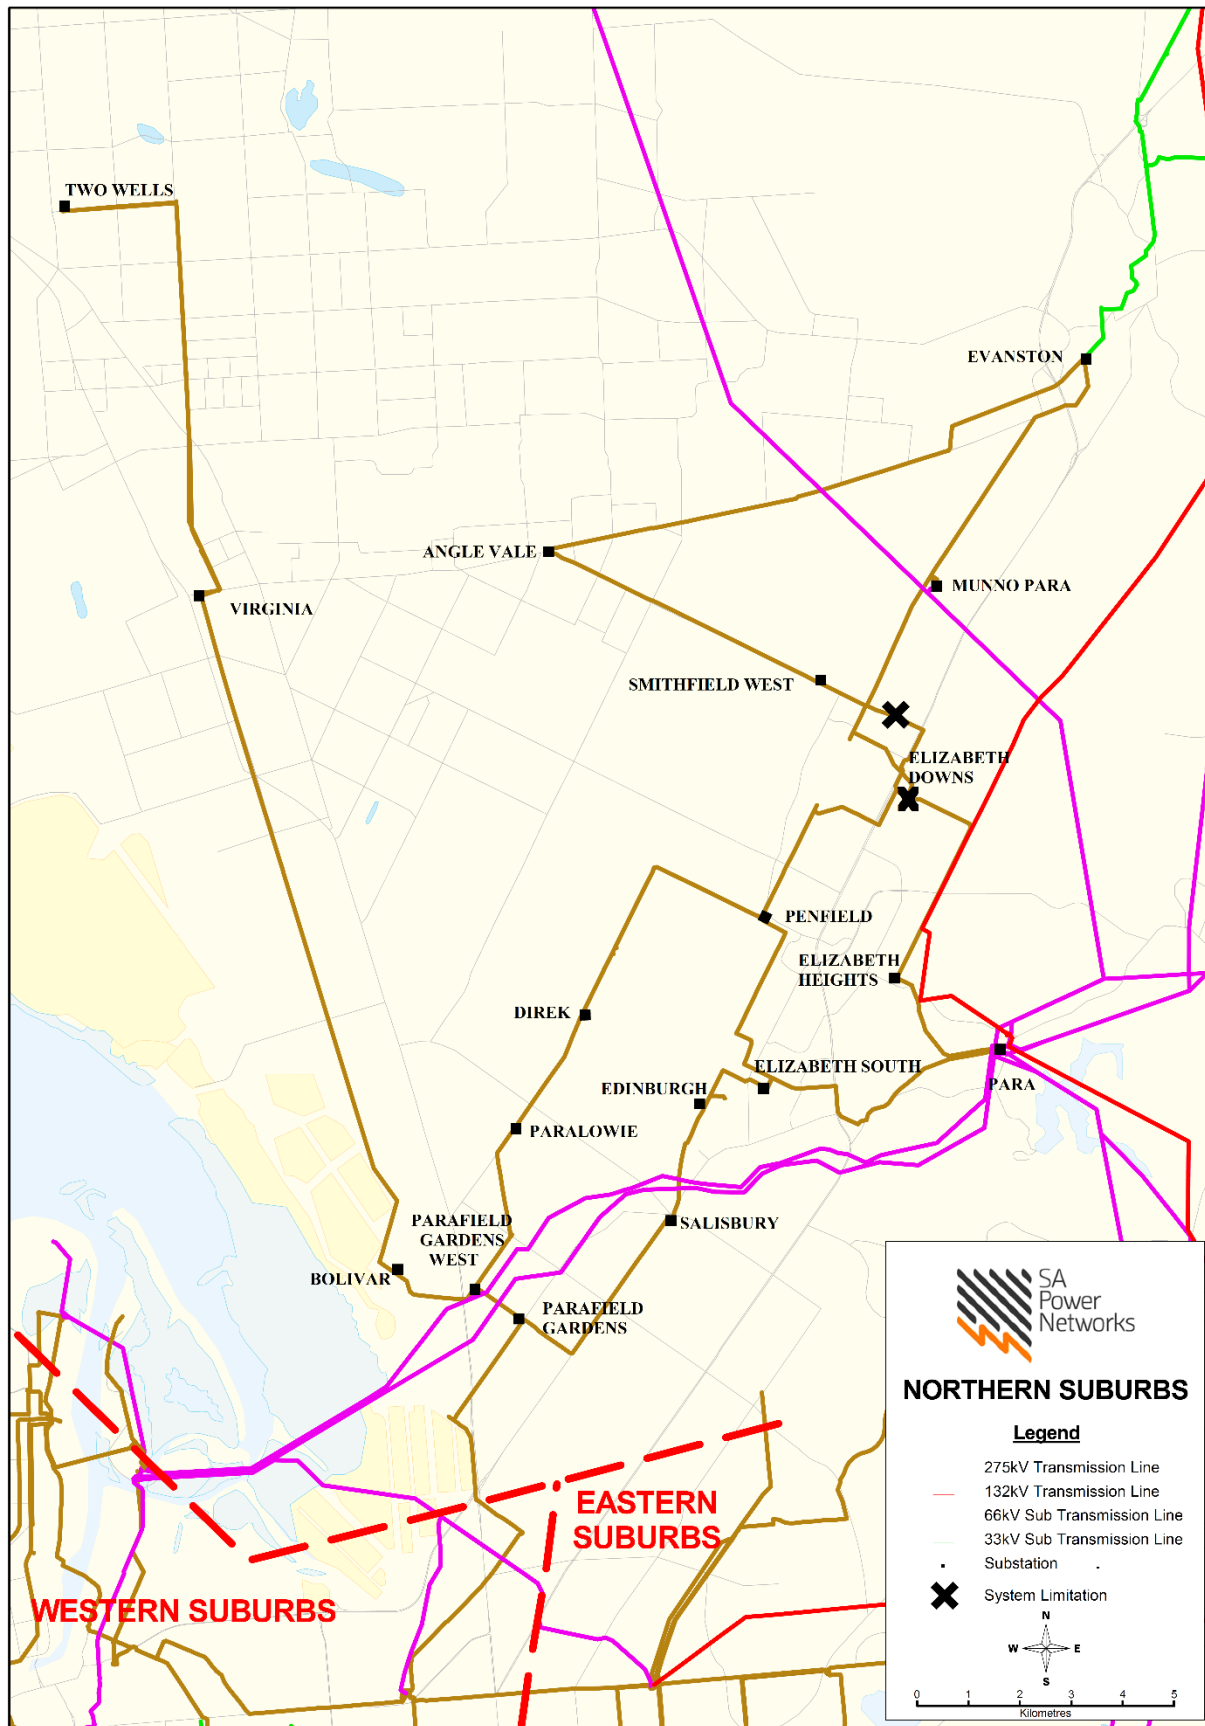 TWO WELLS
EVANSTON
ANGLE VALE
MUNNO PARA
VIRGINIA
SMITHFIELD WEST
ELIZABETH
DOWNS
PENFIELD
ELIZABETH
HEIGHTS
DIREK
ELIZABETH SOUTH
EDINBURGH
PARA
PARALOWIE
PARAFIELD
GARDENS
WEST
SALISBURY
BOLIVAR
PARAFIELD
GARDENS
EASTERN
SUBURBS
WESTERN SUBURBS
SA
Power
Networks
NORTHERN SUBURBS
Legend
275kV Transmission Line
132kV Transmission Line
66kV Sub Transmission Line
33kV Sub Transmission Line
Substation
System Limitation
N
W E
S
0 1 2 3 4 5
Kilometres